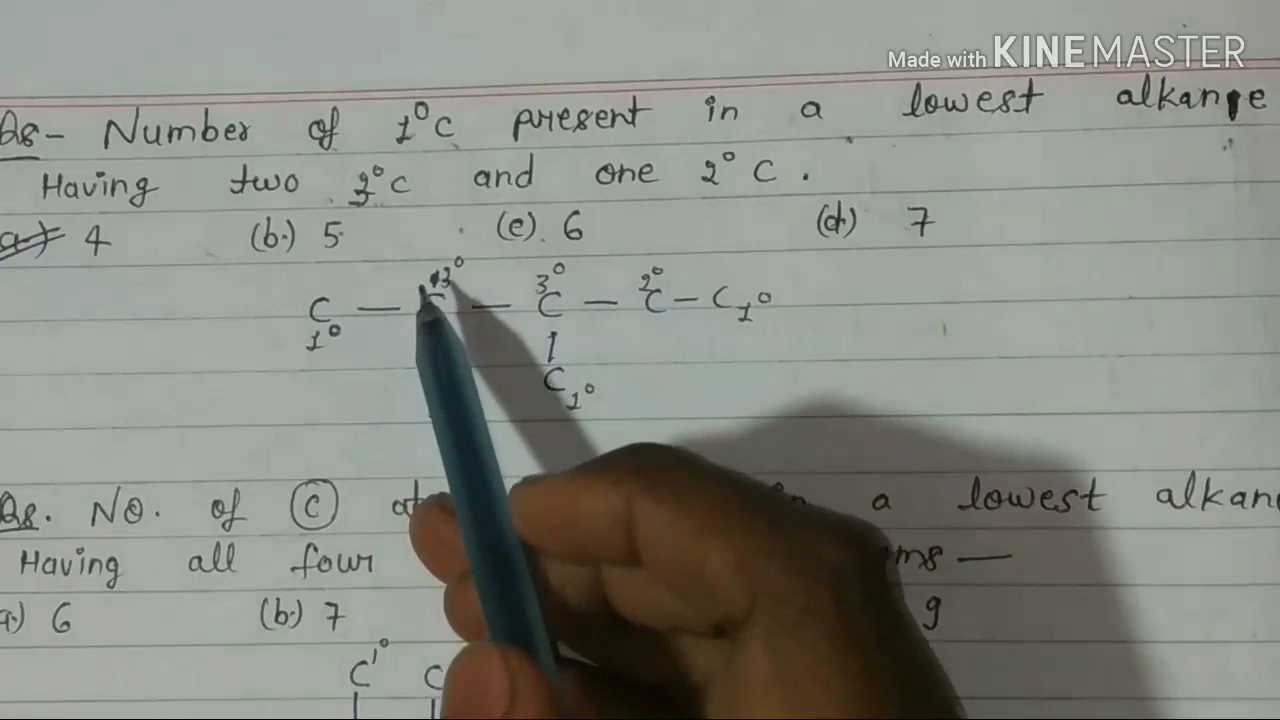 Made with KINEMASTER
Qs- Number of 1°C present in a lowest alkane
Having two 3°C and one 2°C.
a) 4 (b.) 5 (c). 6 (d) 7
3° 3° 2°
C — C — C — C – C 1°
1° |
C 1°
Qs. NO. of C in a lowest
Having all four —
a.) 6 (b.) 7 9
C 1° C